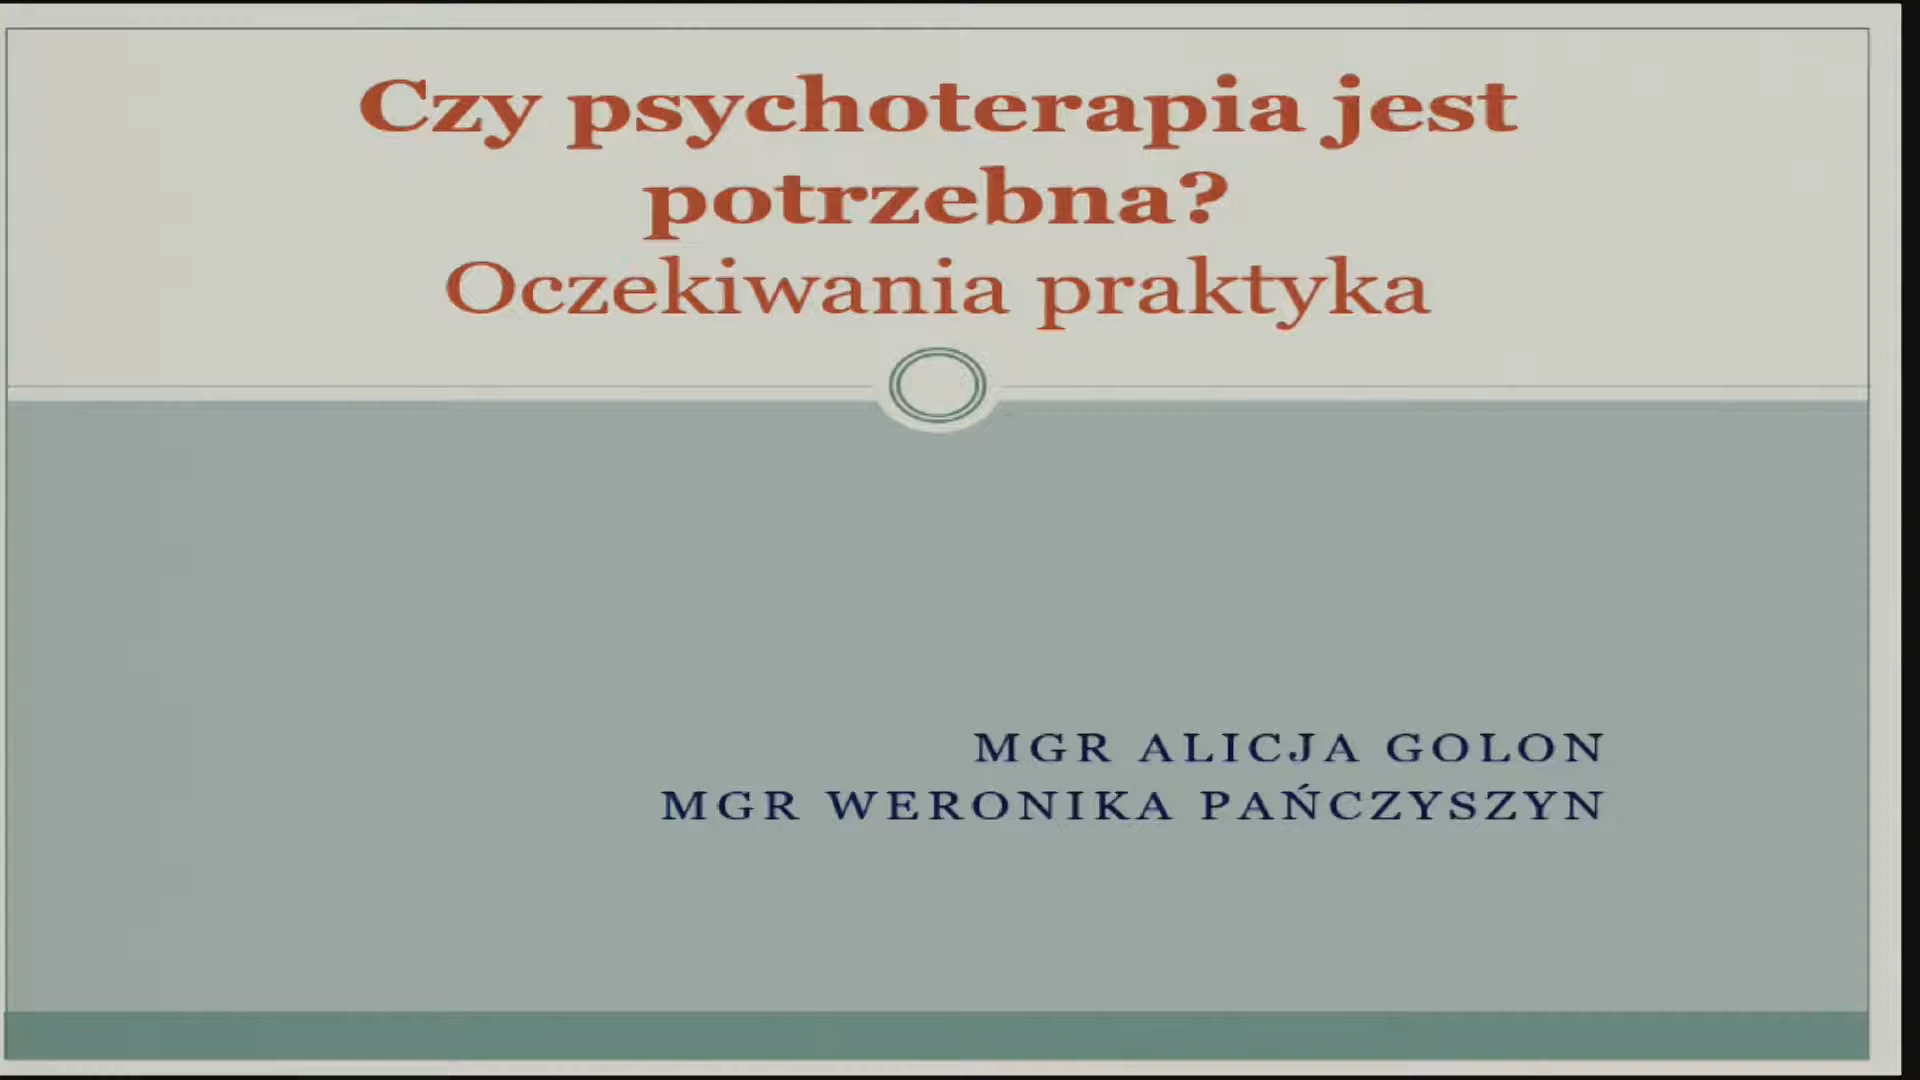 Czy psychoterapia jest
potrzebna?
Oczekiwania praktyka
MGR ALICJA GOLON
MGR WERONIKA PAŃCZYSZYN